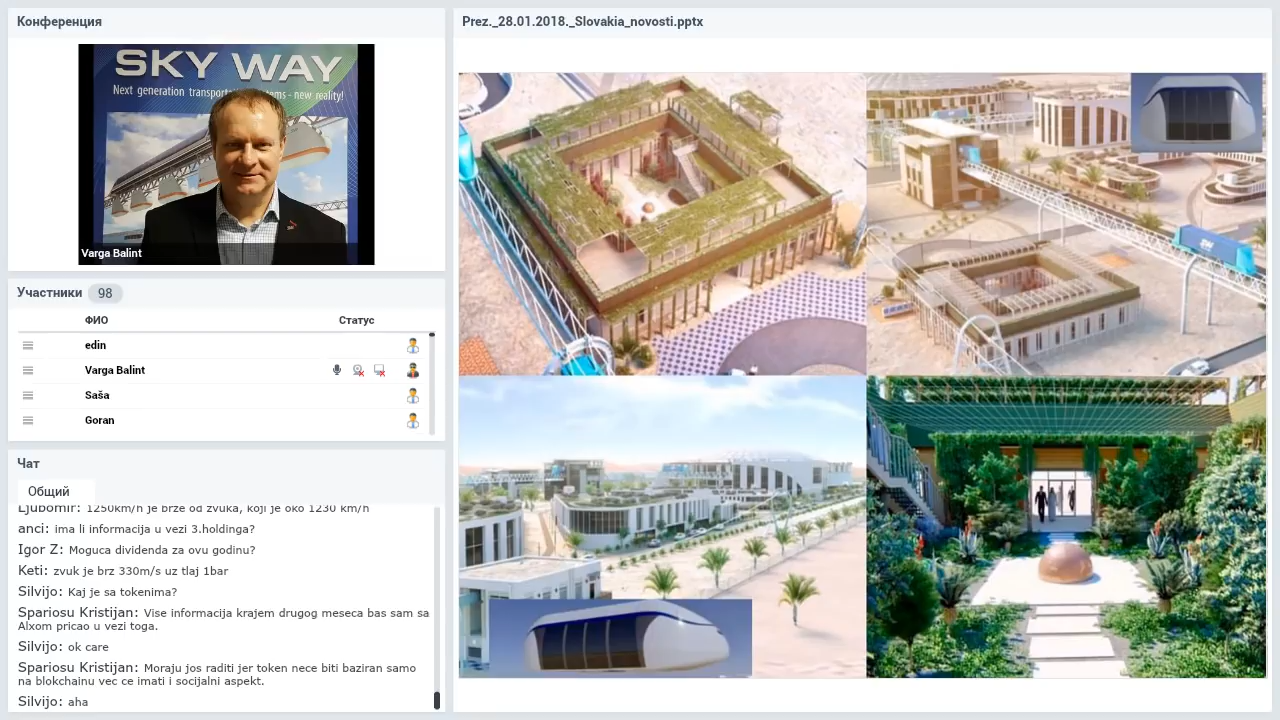 Конференция
SKY WAY
Next generation transportation systems - new reality!
Varga Balint
Участники 98
ФИО Статус
edin
Varga Balint
Saša
Goran
Чат
Общий
Ljubomir: 1250km/h je brze od zvuka, koji je oko 1230 km/h
anci: ima li informacija u vezi 3.holdinga?
Igor Z: Moguca dividenda za ovu godinu?
Keti: zvuk je brz 330m/s uz tlaj 1bar
Silvijo: Kaj je sa tokenima?
Spariosu Kristijan: Vise informacija krajem drugog meseca bas sam sa
Alxom pricao u vezi toga.
Silvijo: ok care
Spariosu Kristijan: Moraju jos raditi jer token nece biti baziran samo
na blokchainu vec ce imati i socijalni aspekt.
Silvijo: aha
Prez._28.01.2018._Slovakia_novosti.pptx